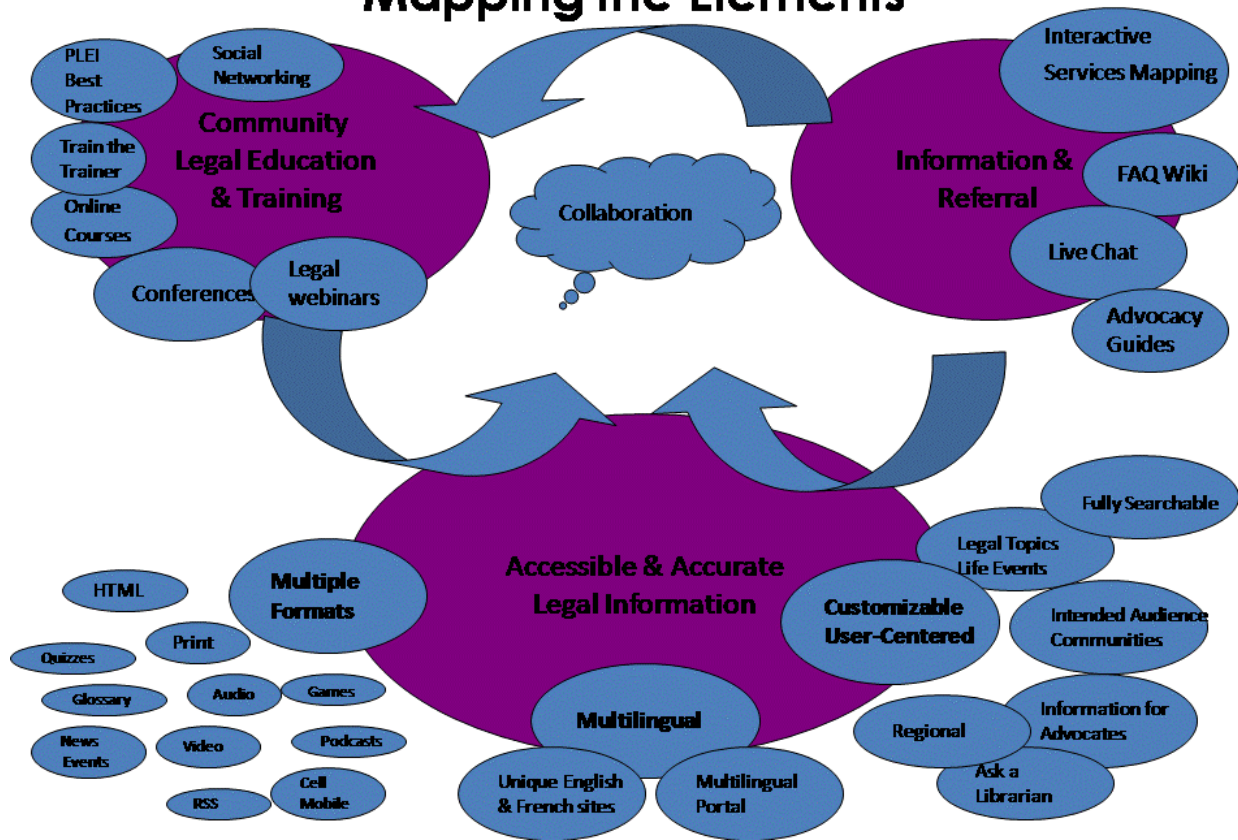 Mapping the Elements
PLEI
Best
Practices
Social
Networking
Train the
Trainer
Online
Courses
Conferences
Legal
webinars
Community
Legal Education
& Training
Collaboration
Information &
Referral
Interactive
Services Mapping
FAQ Wiki
Live Chat
Advocacy
Guides
Accessible & Accurate
Legal Information
Multiple
Formats
HTML
Print
Quizzes
Glossary
Audio
Games
News
Events
Video
Podcasts
RSS
Cell
Mobile
Multilingual
Unique English
& French sites
Multilingual
Portal
Customizable
User-Centered
Fully Searchable
Legal Topics
Life Events
Intended Audience
Communities
Information for
Advocates
Regional
Ask a
Librarian